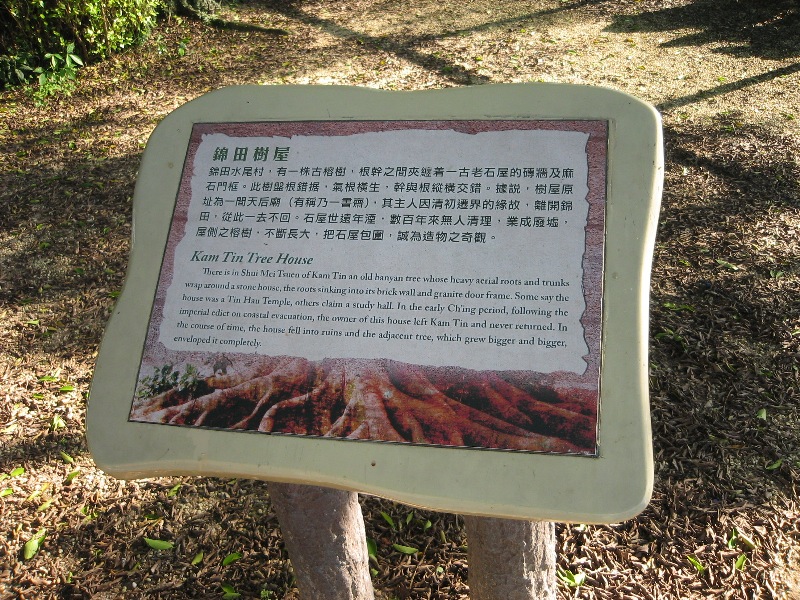 錦田樹屋
錦田水尾村，有一株古榕樹，根幹之間夾纏着一古老石屋的磚牆及麻
石門框。此樹盤根錯據，氣根橫生，幹與根縱橫交錯。據說，樹屋原
址為一間天后廟（有稱乃一書齋），其主人因清初遷界的緣故，離開錦
田，從此一去不回。石屋世遠年湮，數百年來無人清理，業成廢墟，
屋側之榕樹，不斷長大，把石屋包圍，誠為造物之奇觀。
Kam Tin Tree House
There is in Shui Mei Tsuen of Kam Tin an old banyan tree whose heavy aerial roots and trunks
wrap around a stone house, the roots sinking into its brick wall and granite door frame. Some say the
house was a Tin Hau Temple, others claim a study hall. In the early Ch'ing period, following the
imperial edict on coastal evacuation, the owner of this house left Kam Tin and never returned. In
the course of time, the house fell into ruins and the adjacent tree, which grew bigger and bigger,
enveloped it completely.